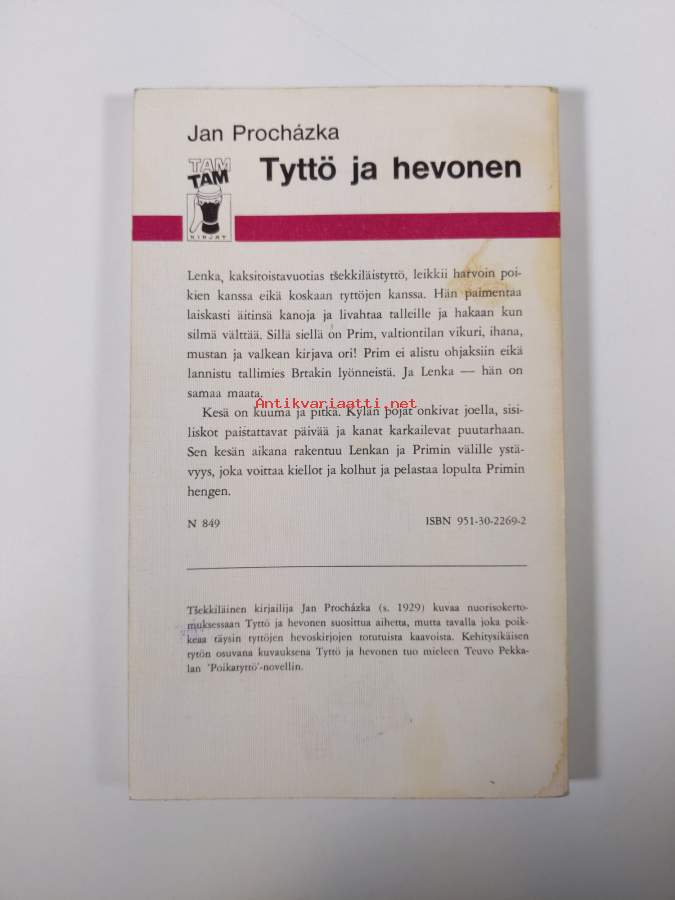 Jan Procházka
TAM
TAM
KIRJAT
Tyttö ja hevonen
Lenka, kaksitoistavuotias tšekkiläistyttö, leikkii harvoin poi-
kien kanssa eikä koskaan tyttöjen kanssa. Hän paimentaa
laiskasti äitinsä kanoja ja livahtaa talleille ja hakaan kun
silmä välttää. Sillä siellä on Prim, valtiontilan vikuri, ihana,
mustan ja valkean kirjava ori! Prim ei alistu ohjaksiin eikä
lannistu tallimies Brtakin lyönneistä. Ja Lenka — hän on
samaa maata.
Antikvariaatti.net
Kesä on kuuma ja pitkä. Kylän pojat onkivat joella, sisi-
liskot paistattavat päivää ja kanat karkailevat puutarhaan.
Sen kesän aikana rakentuu Lenkan ja Primin välille ystä-
vyys, joka voittaa kiellot ja kolhut ja pelastaa lopulta Primin
hengen.
N 849
ISBN 951-30-2269-2
Tšekkiläinen kirjailija Jan Procházka (s. 1929) kuvaa nuorisokerto-
muksessaan Tyttö ja hevonen suosittua aihetta, mutta tavalla joka poik-
keaa täysin tyttöjen hevoskirjojen totutuista kaavoista. Kehitysikäisen
tytön osuvana kuvauksena Tyttö ja hevonen tuo mieleen Teuvo Pekka-
lan 'Poikatyttö'-novellin.